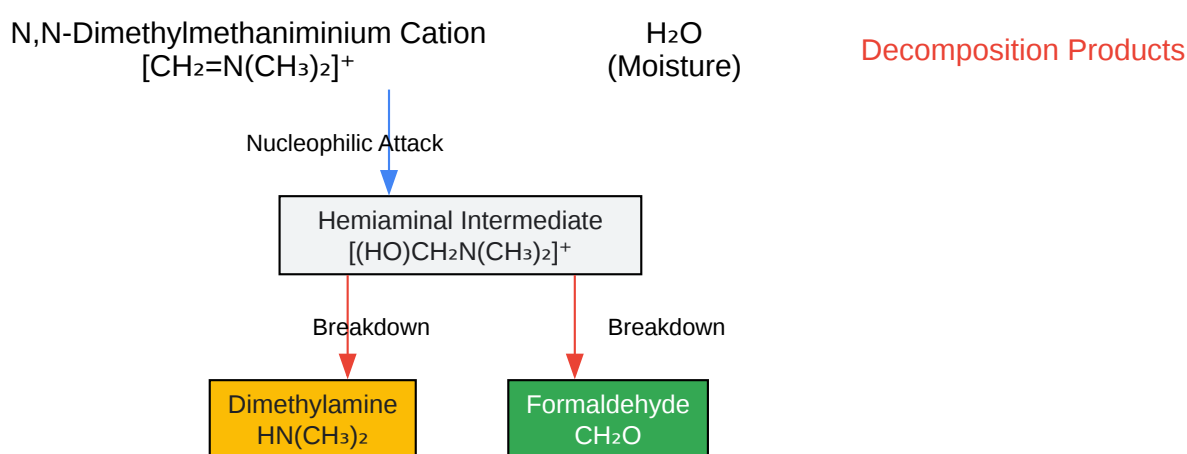 N,N-Dimethylmethaniminium Cation
[CH₂=N(CH₃)₂]⁺
H₂O
(Moisture)
Decomposition Products
Nucleophilic Attack
Hemiaminal Intermediate
[(HO)CH₂N(CH₃)₂]⁺
Breakdown
Breakdown
Dimethylamine
HN(CH₃)₂
Formaldehyde
CH₂O